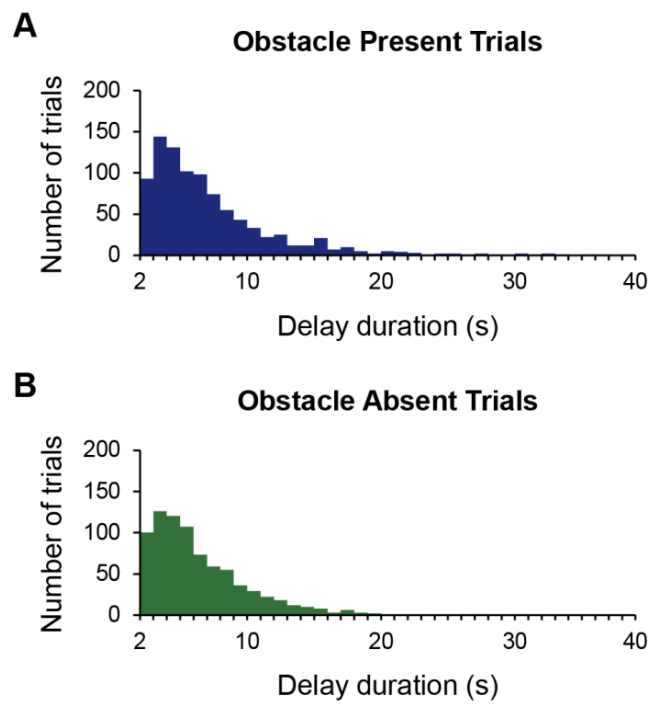 A
Obstacle Present Trials
Number of trials
200
150
100
50
0
2
10
20
30
40
Delay duration (s)
B
Obstacle Absent Trials
Number of trials
200
150
100
50
0
2
10
20
30
40
Delay duration (s)